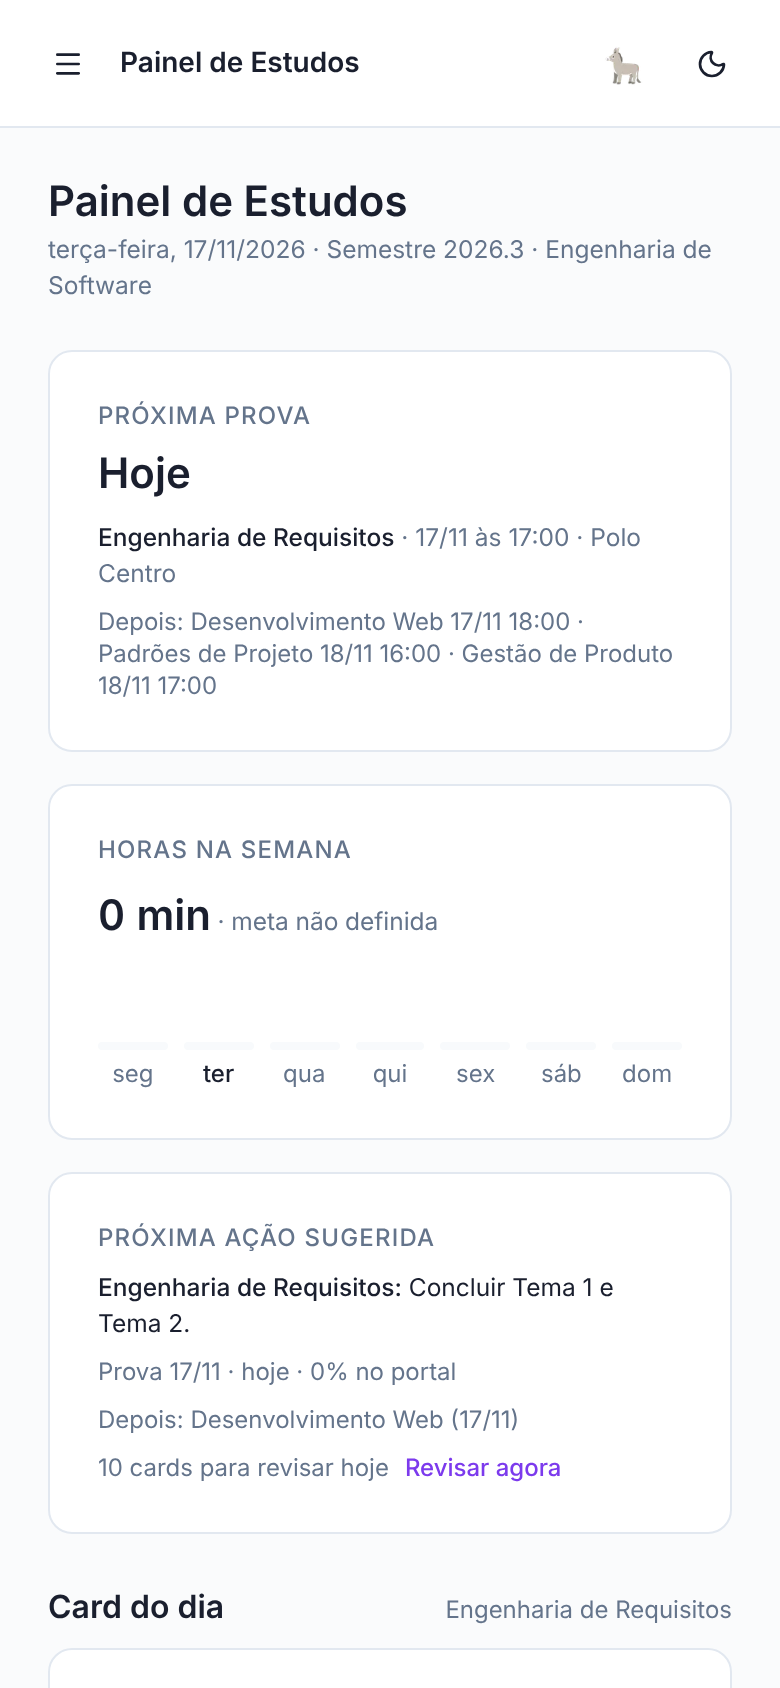 Painel de Estudos
Painel de Estudos
terça-feira, 17/11/2026 · Semestre 2026.3 · Engenharia de
Software
PRÓXIMA PROVA
Hoje
Engenharia de Requisitos · 17/11 às 17:00 · Polo
Centro
Depois: Desenvolvimento Web 17/11 18:00 ·
Padrões de Projeto 18/11 16:00 · Gestão de Produto
18/11 17:00
HORAS NA SEMANA
0 min · meta não definida
seg ter qua qui sex sáb dom
PRÓXIMA AÇÃO SUGERIDA
Engenharia de Requisitos: Concluir Tema 1 e
Tema 2.
Prova 17/11 · hoje · 0% no portal
Depois: Desenvolvimento Web (17/11)
10 cards para revisar hoje Revisar agora
Card do dia Engenharia de Requisitos